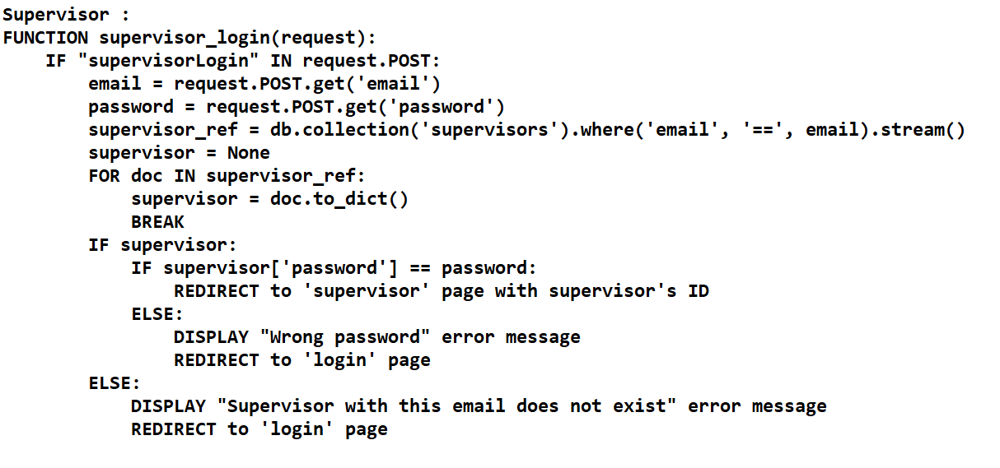 Supervisor :
FUNCTION supervisor_login(request):
    IF "supervisorLogin" IN request.POST:
        email = request.POST.get('email')
        password = request.POST.get('password')
        supervisor_ref = db.collection('supervisors').where('email', '==', email).stream()
        supervisor = None
        FOR doc IN supervisor_ref:
            supervisor = doc.to_dict()
            BREAK
        IF supervisor:
            IF supervisor['password'] == password:
                REDIRECT to 'supervisor' page with supervisor's ID
            ELSE:
                DISPLAY "Wrong password" error message
                REDIRECT to 'login' page
        ELSE:
            DISPLAY "Supervisor with this email does not exist" error message
            REDIRECT to 'login' page